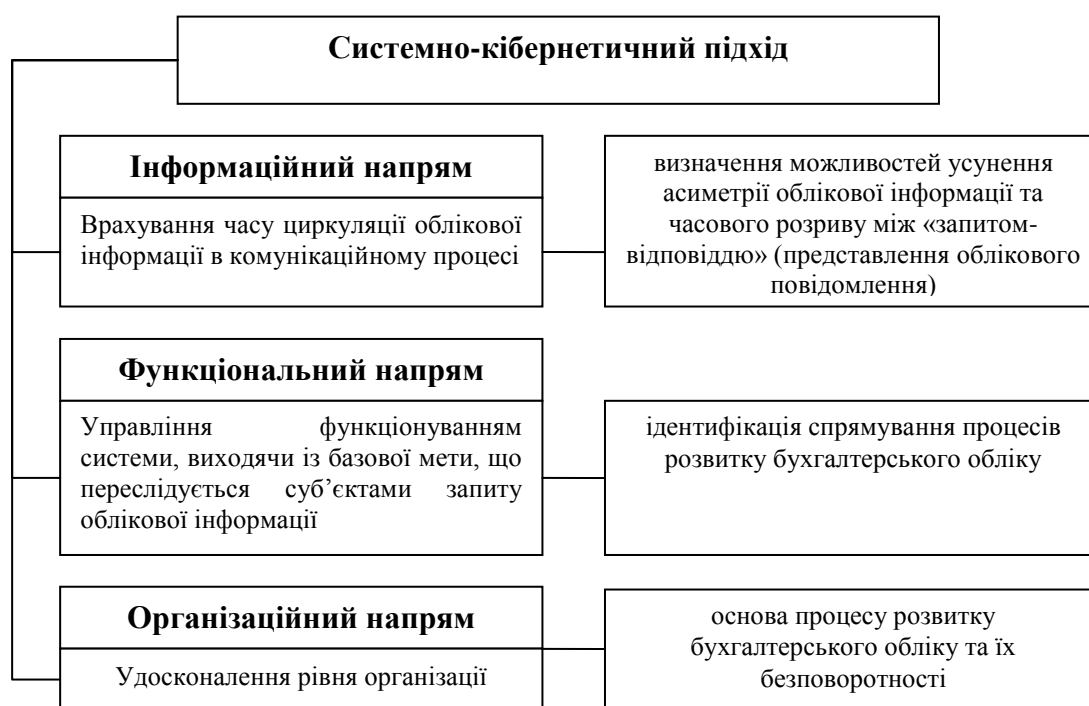 Системно-кібернетичний підхід
Інформаційний напрям
Врахування часу циркуляції облікової
інформації в комунікаційному процесі
визначення можливостей усунення
асиметрії облікової інформації та
часового розриву між «запитом-
відповіддю» (представлення облікового
повідомлення)
Функціональний напрям
Управління функціонуванням
системи, виходячи із базової мети, що
переслідується суб’єктами запиту
облікової інформації
ідентифікація спрямування процесів
розвитку бухгалтерського обліку
Організаційний напрям
Удосконалення рівня організації
основа процесу розвитку
бухгалтерського обліку та їх
безповоротності